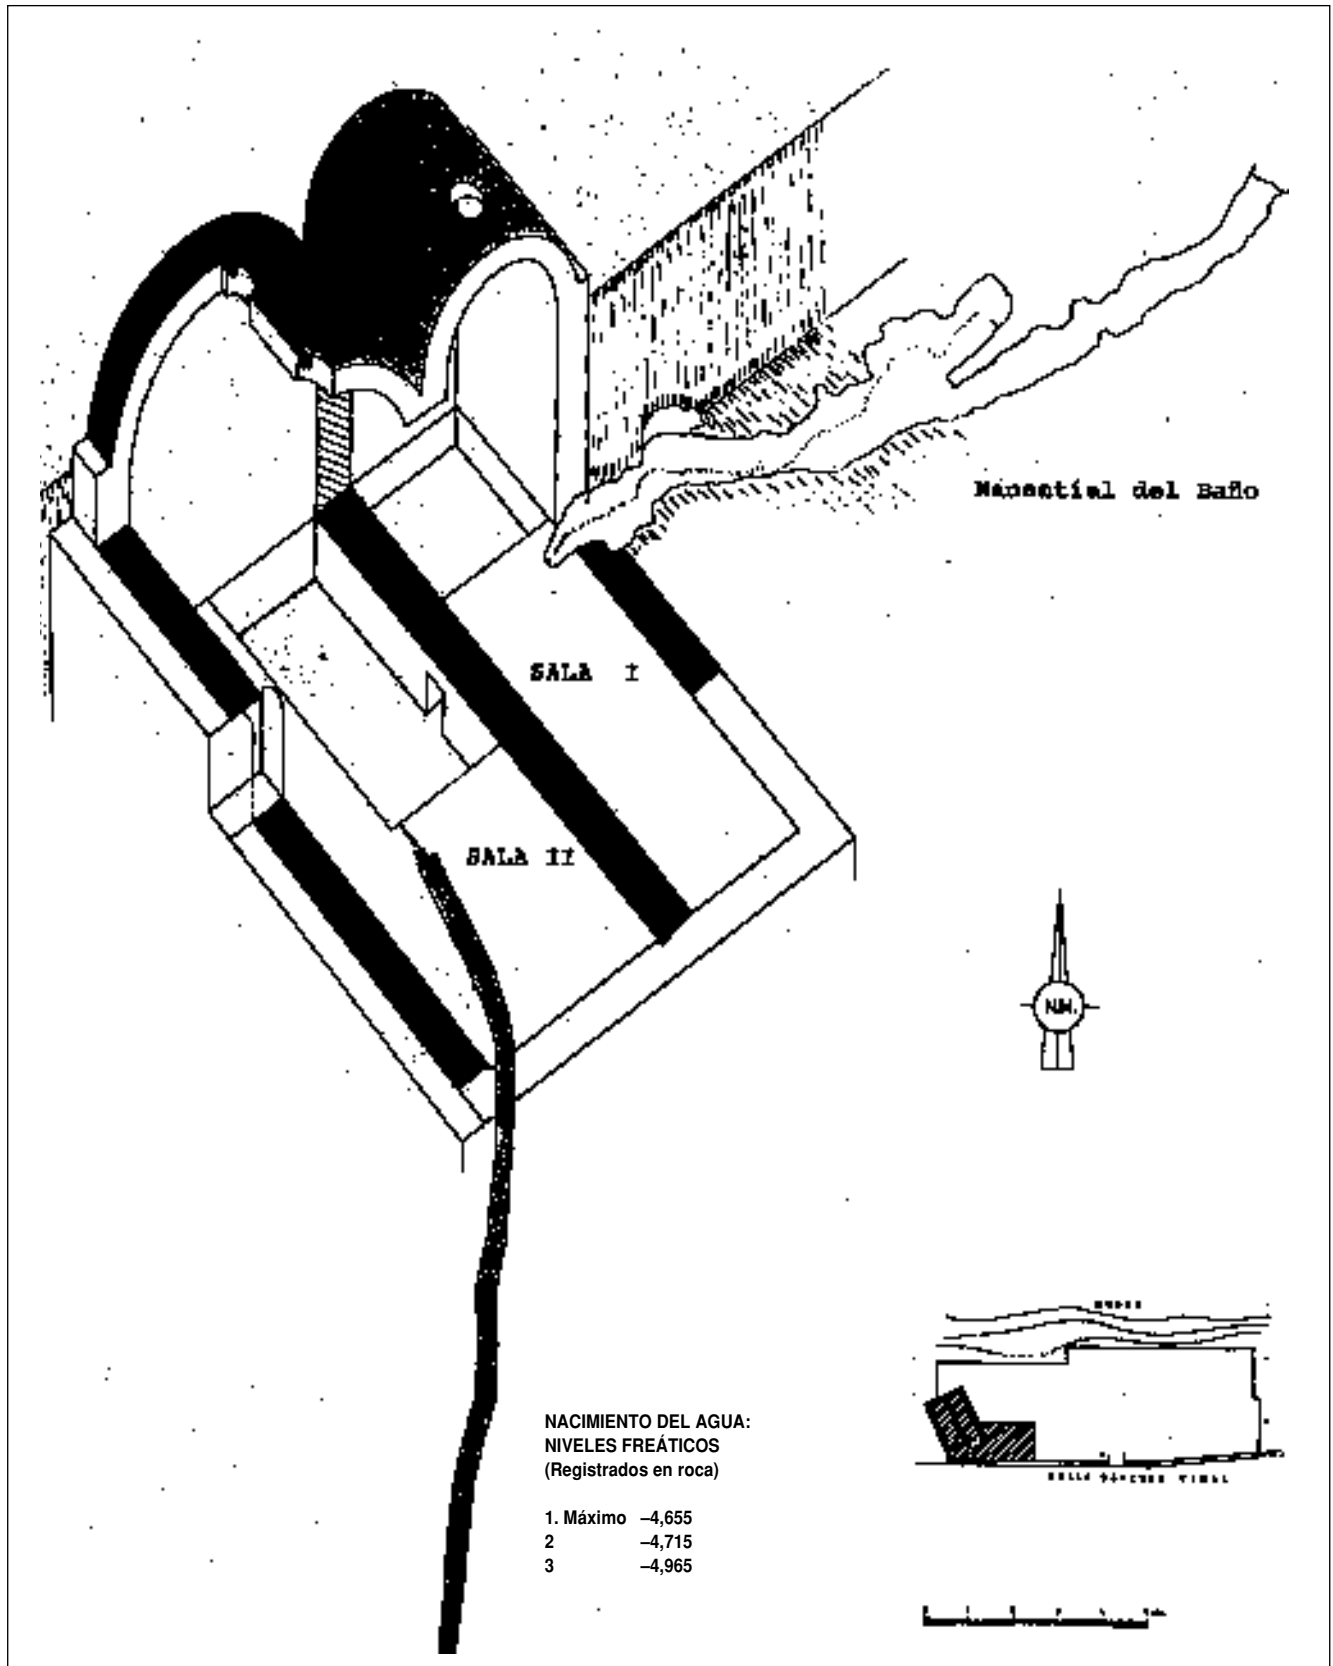 Manantial del Baño
SALA I
SALA II
N.M.
NACIMIENTO DEL AGUA:
NIVELES FREÁTICOS
(Registrados en roca)
1. Máximo –4,655
2 –4,715
3 –4,965